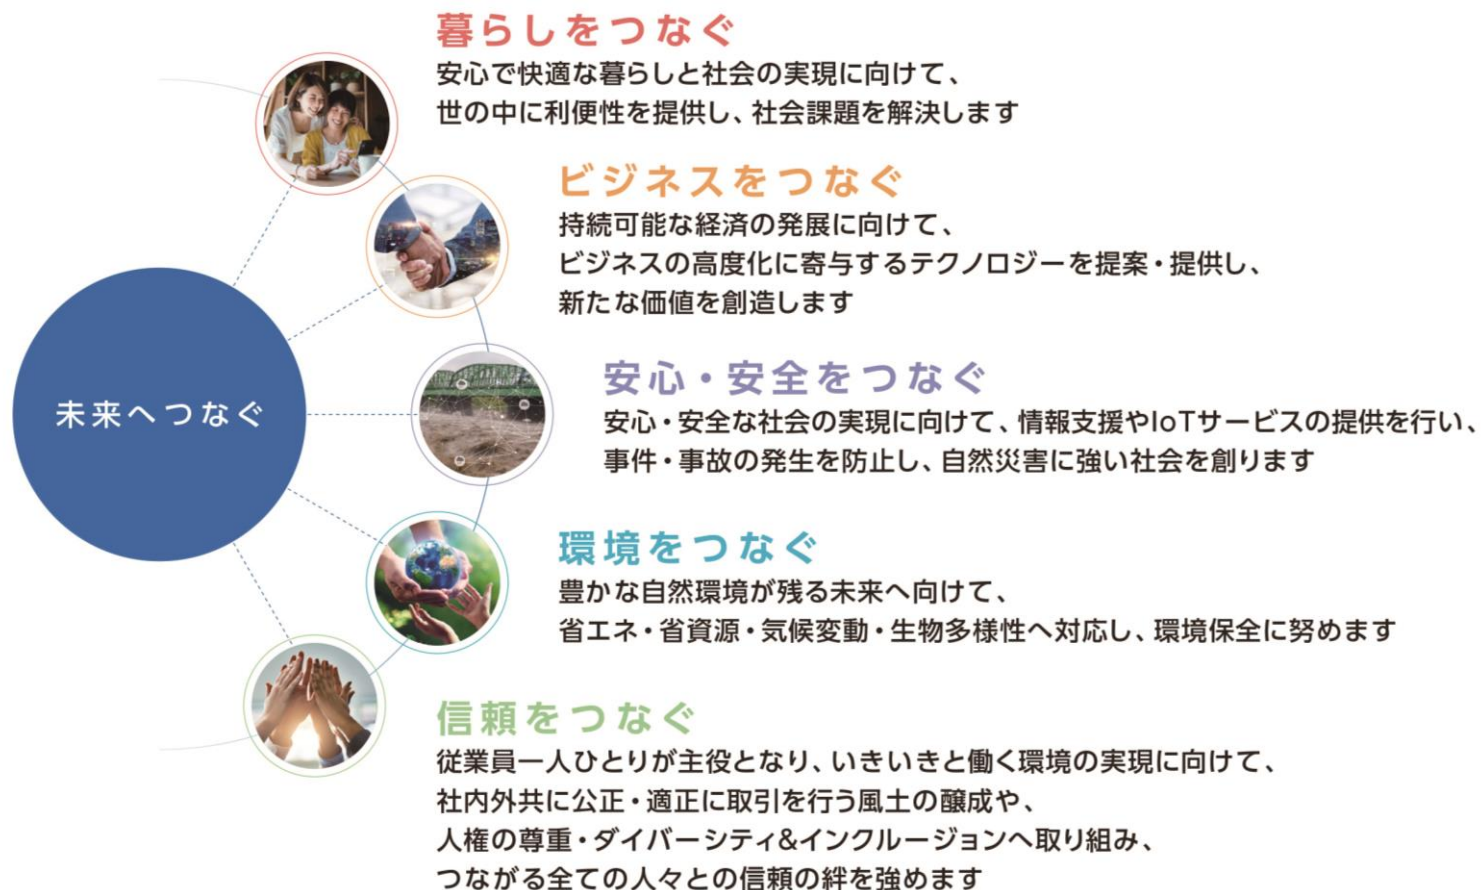 暮らしをつなぐ
安心で快適な暮らしと社会の実現に向けて、
世の中に利便性を提供し、社会課題を解決します
ビジネスをつなぐ
持続可能な経済の発展に向けて、
ビジネスの高度化に寄与するテクノロジーを提案・提供し、
新たな価値を創造します
未来へつなぐ
安心・安全をつなぐ
安心・安全な社会の実現に向けて、情報支援やIoTサービスの提供を行い、
事件・事故の発生を防止し、自然災害に強い社会を創ります
環境をつなぐ
豊かな自然環境が残る未来へ向けて、
省エネ・省資源・気候変動・生物多様性へ対応し、環境保全に努めます
信頼をつなぐ
従業員一人ひとりが主役となり、いきいきと働く環境の実現に向けて、
社内外共に公正・適正に取引を行う風土の醸成や、
人権の尊重・ダイバーシティ&インクルージョンへ取り組み、
つながる全ての人々との信頼の絆を強めます